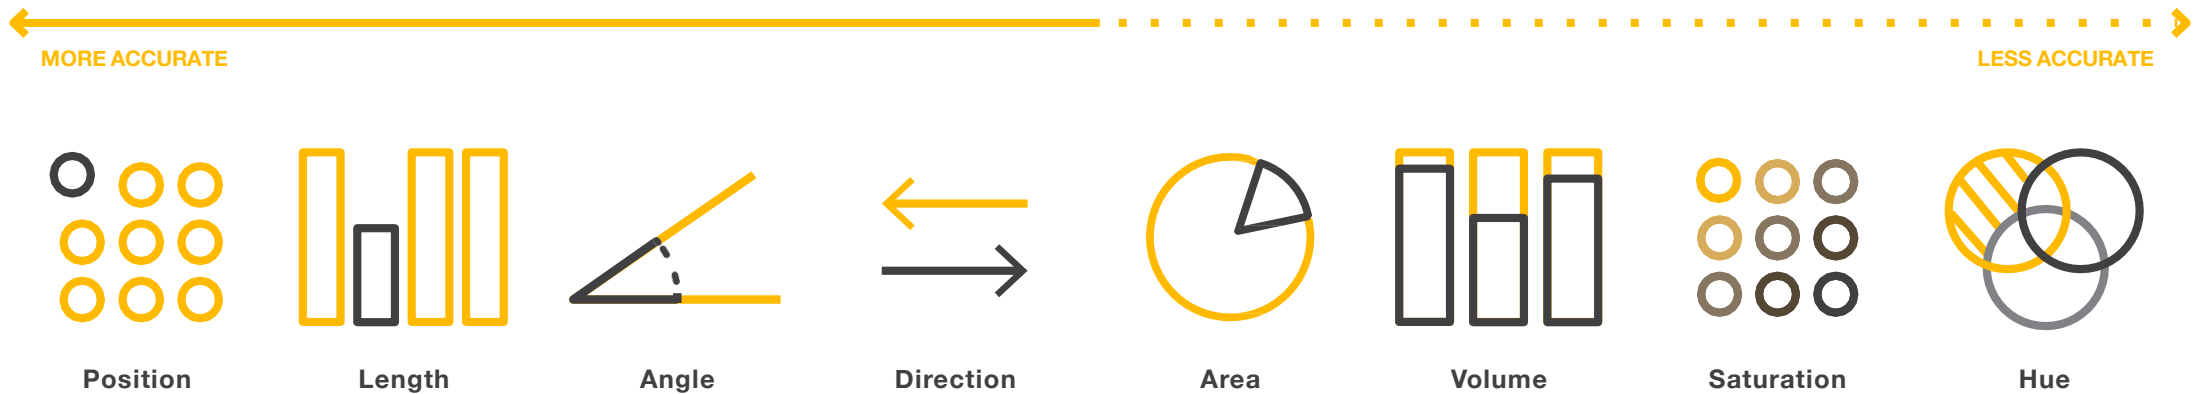 MORE ACCURATE
LESS ACCURATE
Position
Length
Angle
Direction
Area
Volume
Saturation
Hue